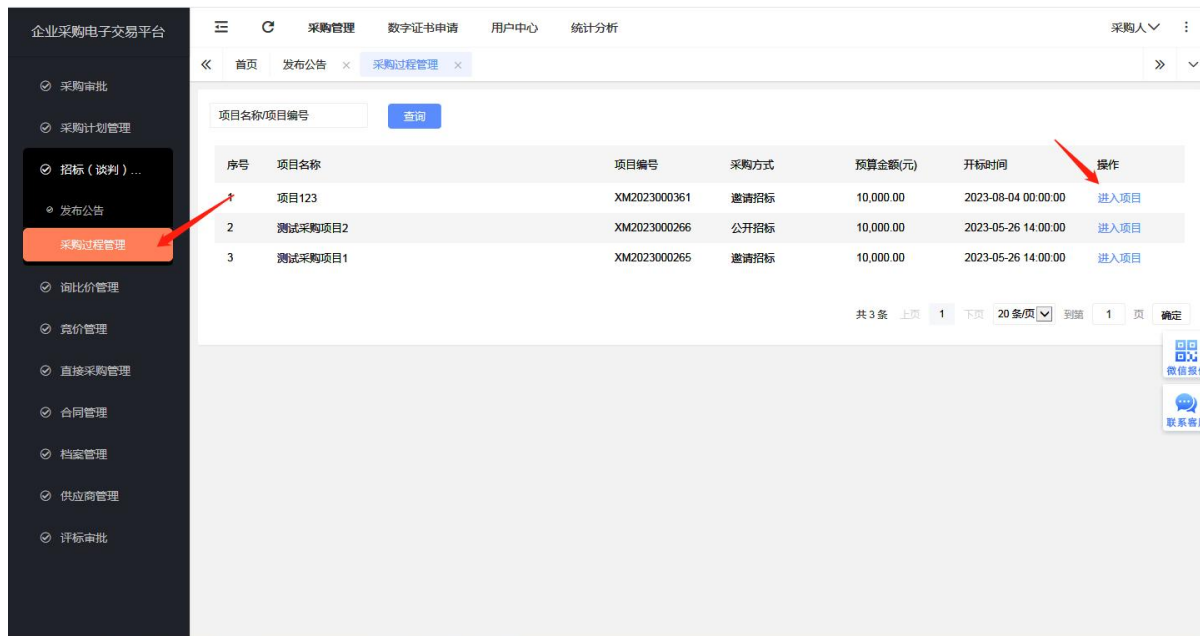 企业采购电子交易平台
采购管理 数字证书申请 用户中心 统计分析 采购人
首页 发布公告 采购过程管理
采购审批
采购计划管理
招标（谈判）...
发布公告
采购过程管理
询比价管理
竞价管理
直接采购管理
合同管理
档案管理
供应商管理
评标审批
项目名称/项目编号 查询
序号 项目名称 项目编号 采购方式 预算金额(元) 开标时间 操作
1 项目123 XM2023000361 邀请招标 10,000.00 2023-08-04 00:00:00 进入项目
2 测试采购项目2 XM2023000266 公开招标 10,000.00 2023-05-26 14:00:00 进入项目
3 测试采购项目1 XM2023000265 邀请招标 10,000.00 2023-05-26 14:00:00 进入项目
共 3 条 上页 1 下页 20 条/页 到第 1 页 确定
微信报
联系客